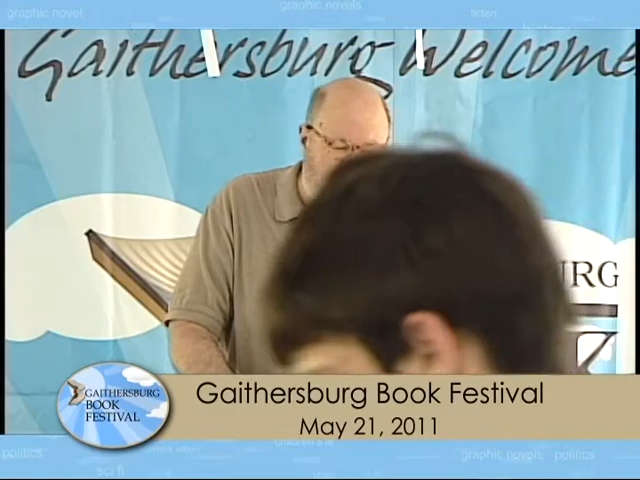 graphic novel
graphic novels
Gaithersburg Welcome
URG
K
GAITHERSBURG
BOOK
FESTIVAL
Gaithersburg Book Festival
May 21, 2011
politics
sci fi
graphic novels
politics